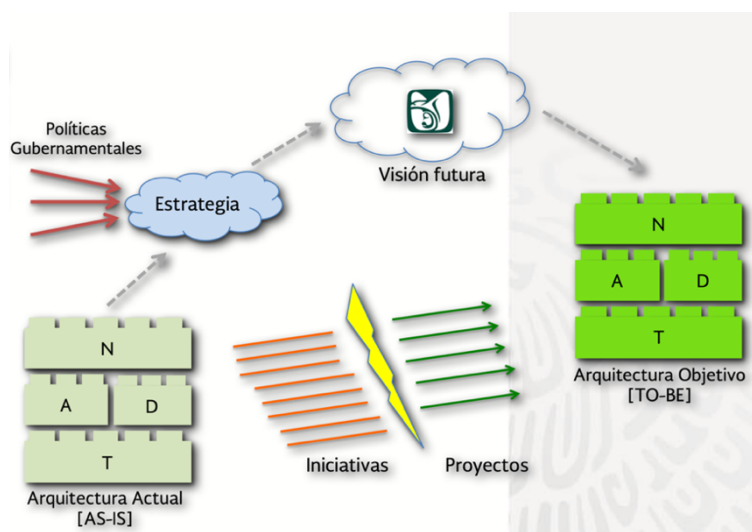 Políticas
Gubernamentales
Estrategia
Visión futura
N
A D
T
Arquitectura Objetivo
[TO-BE]
N
A D
T
Arquitectura Actual
[AS-IS]
Iniciativas
Proyectos